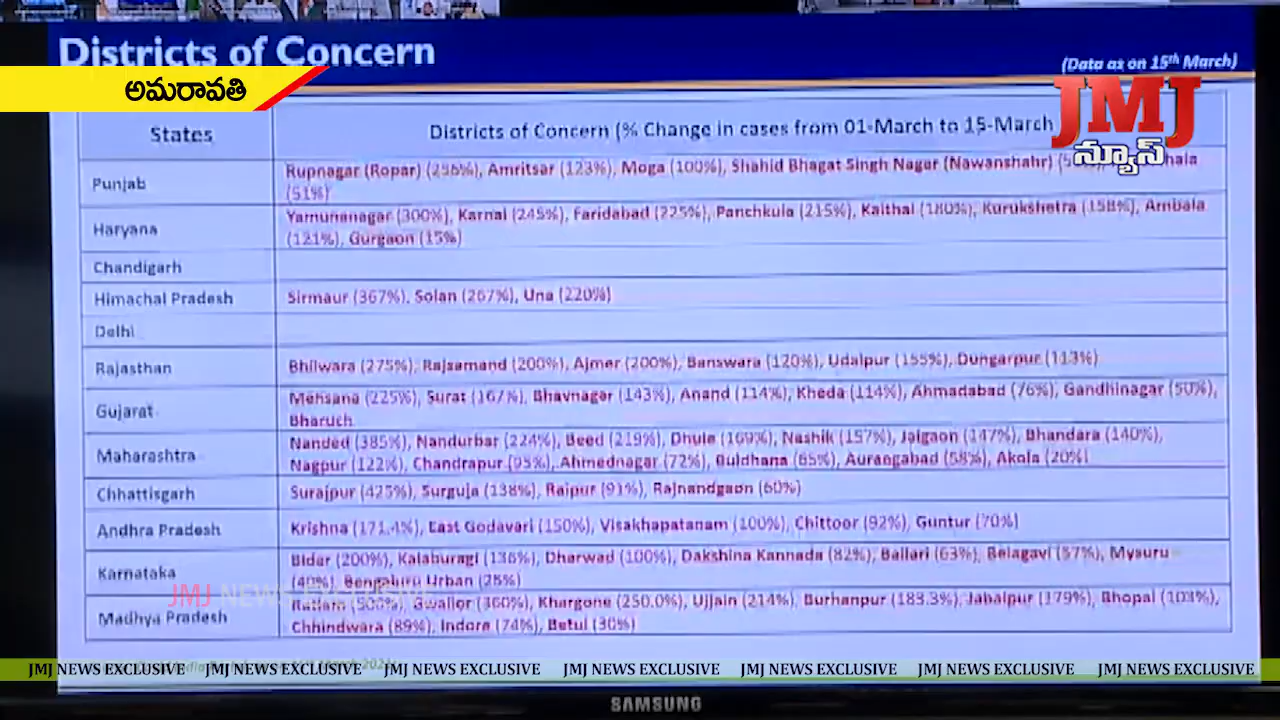 Districts of Concern
(Data as on 15th March)
అమరావతి
JMJ
న్యూస్
States
Districts of Concern (% Change in cases from 01-March to 15-March
Punjab
Rupnagar (Ropar) (256%), Amritsar (123%), Moga (100%), Shahid Bhagat Singh Nagar (Nawanshahr)
(51%)
Haryana
Yamunanagar (300%), Karnal (245%), Faridabad (225%), Panchkula (215%), Kaithal (180%), Kurukshetra (158%), Ambala
(121%), Gurgaon (15%)
Chandigarh
Himachal Pradesh
Sirmaur (367%), Solan (267%), Una (220%)
Delhi
Rajasthan
Bhilwara (275%), Rajsamand (200%), Ajmer (200%), Banswara (120%), Udaipur (155%), Dungarpur (113%)
Gujarat
Mehsana (225%), Surat (167%), Bhavnagar (143%), Anand (114%), Kheda (114%), Ahmadabad (76%), Gandhinagar (50%),
Bharuch
Maharashtra
Nanded (385%), Nandurbar (224%), Beed (219%), Dhule (169%), Nashik (157%), Jalgaon (147%), Bhandara (140%),
Nagpur (122%), Chandrapur (95%), Ahmednagar (72%), Buldhana (65%), Aurangabad (58%), Akola (20%)
Chhattisgarh
Surajpur (425%), Surguja (138%), Raipur (91%), Rajnandgaon (60%)
Andhra Pradesh
Krishna (171.4%), East Godavari (150%), Visakhapatanam (100%), Chittoor (92%), Guntur (70%)
Karnataka
Bidar (200%), Kalaburagi (136%), Dharwad (100%), Dakshina Kannada (82%), Ballari (63%), Belagavi (57%), Mysuru
(40%), Bengaluru Urban (25%)
JMJ NEWS EXCLUSIVE
Madhya Pradesh
Ratlam (500%), Gwalior (360%), Khargone (250.0%), Ujjain (214%), Burhanpur (183.3%), Jabalpur (179%), Bhopal (103%),
Chhindwara (89%), Indore (74%), Betul (30%)
JMJ NEWS EXCLUSIVE JMJ NEWS EXCLUSIVE JMJ NEWS EXCLUSIVE JMJ NEWS EXCLUSIVE JMJ NEWS EXCLUSIVE JMJ NEWS EXCLUSIVE JMJ NEWS EXCLUSIVE
SAMSUNG